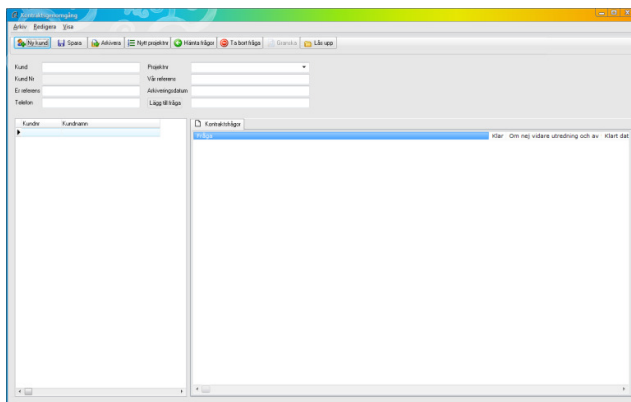 Kontraktsgenomgång
Arkiv Redigera Visa
Ny kund Spara Arkivera Nytt projektnr Hämta frågor Ta bort fråga Granska Lås upp
Kund Projektnr
Kund Nr Vår referens
Er referens Arkiveringsdatum
Telefon Lägg till fråga
Kundnr Kundnamn Kontraktsfrågor
Fråga Klar Om nej vidare utredning och av Klart dat